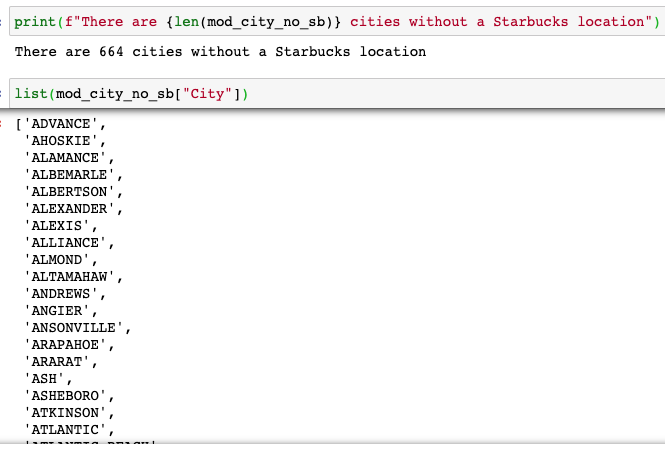 print(f"There are {len(mod_city_no_sb)} cities without a Starbucks location")
There are 664 cities without a Starbucks location
list(mod_city_no_sb["City"])
['ADVANCE',
'AHOSKIE',
'ALAMANCE',
'ALBEMARLE',
'ALBERTSON',
'ALEXANDER',
'ALEXIS',
'ALLIANCE',
'ALMOND',
'ALTAMAHAW',
'ANDREWS',
'ANGIER',
'ANSONVILLE',
'ARAPAHOE',
'ARARAT',
'ASH',
'ASHEBORO',
'ATKINSON',
'ATLANTIC',